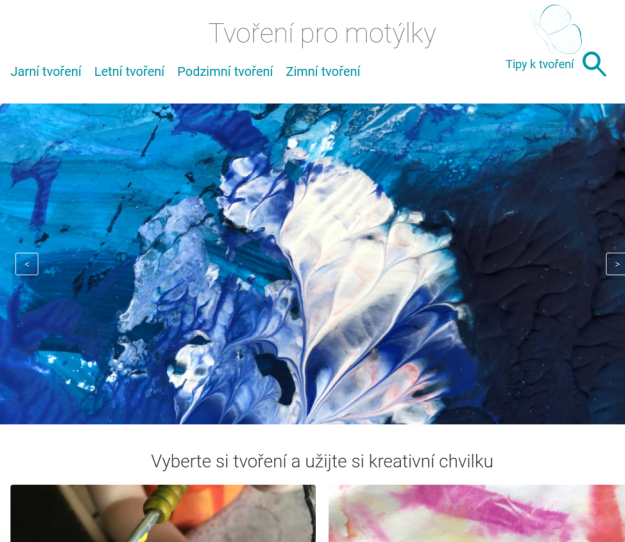 Tvoření pro motýlky
Tipy k tvoření
Jarní tvoření Letní tvoření Podzimní tvoření Zimní tvoření
<
>
Vyberte si tvoření a užijte si kreativní chvilku